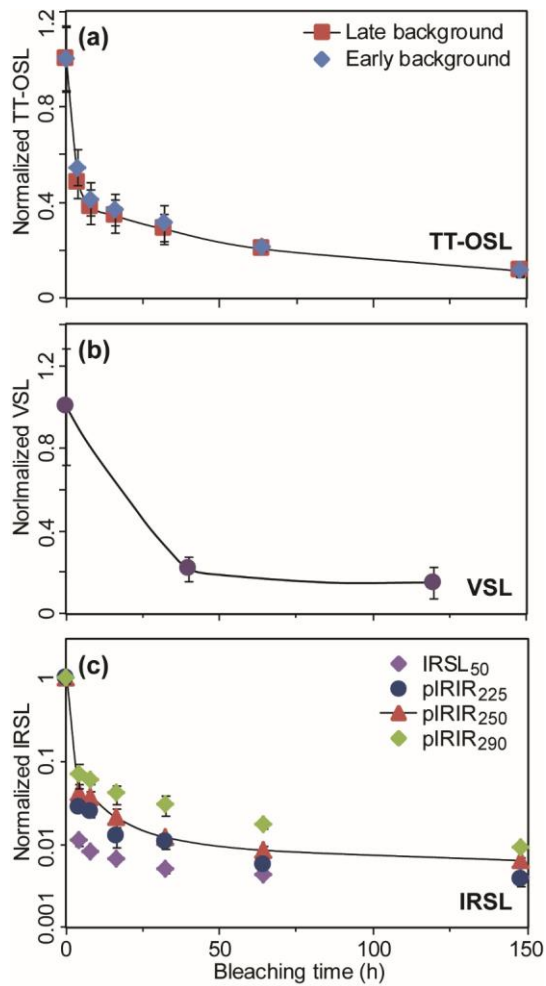 (a)
Late background
Early background
Normalized TT-OSL
1.2
0.8
0.4
0
TT-OSL
(b)
Norlmalized VSL
1.2
0.8
0.4
0
VSL
(c)
IRSL50
pIRIR225
pIRIR250
pIRIR290
Normalized IRSL
1
0.1
0.01
0.001
IRSL
0 50 100 150
Bleaching time (h)